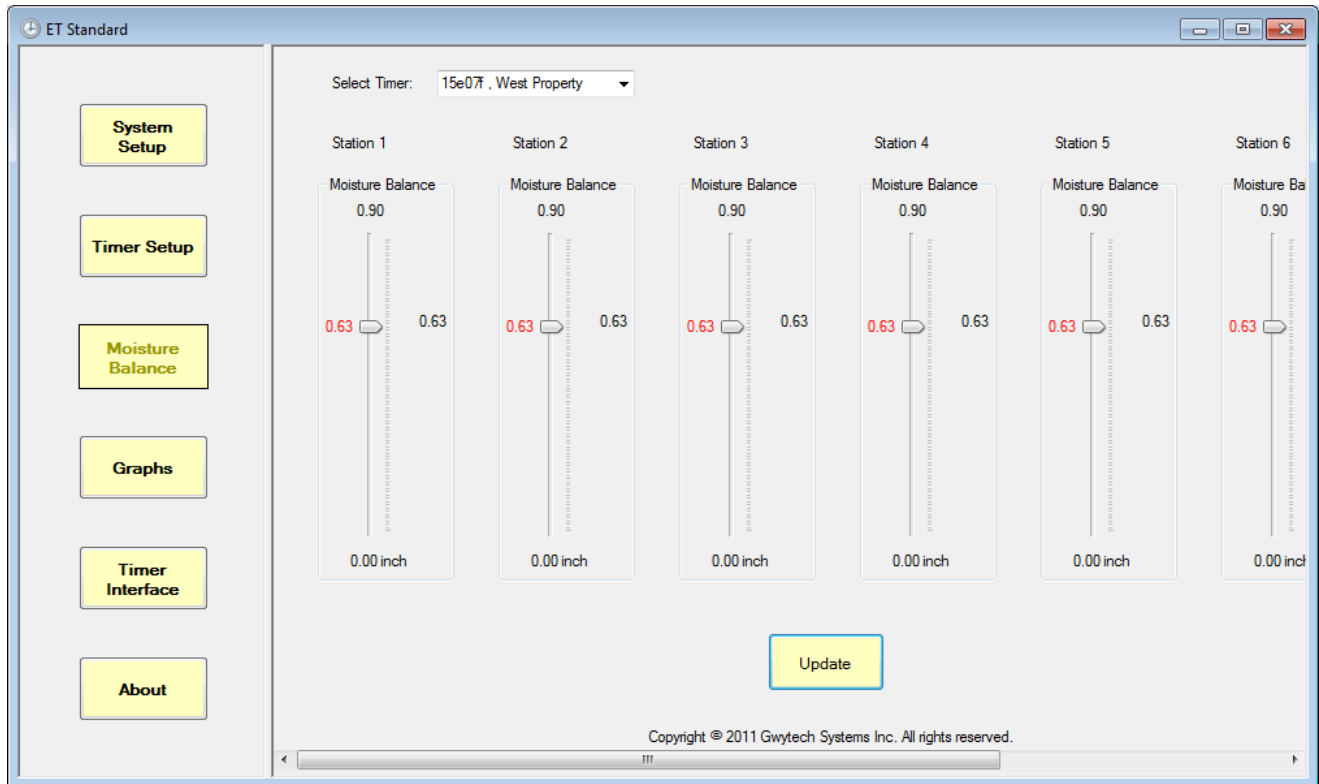 ET Standard
System
Setup
Timer Setup
Moisture
Balance
Graphs
Timer
Interface
About
Select Timer: 15e07f , West Property
Station 1 Station 2 Station 3 Station 4 Station 5 Station 6
Moisture Balance Moisture Balance Moisture Balance Moisture Balance Moisture Balance Moisture Ba
0.90 0.90 0.90 0.90 0.90 0.90
0.63 0.63 0.63 0.63 0.63 0.63 0.63 0.63 0.63 0.63 0.63
0.00 inch 0.00 inch 0.00 inch 0.00 inch 0.00 inch 0.00 inch
Update
Copyright © 2011 Gwytech Systems Inc. All rights reserved.